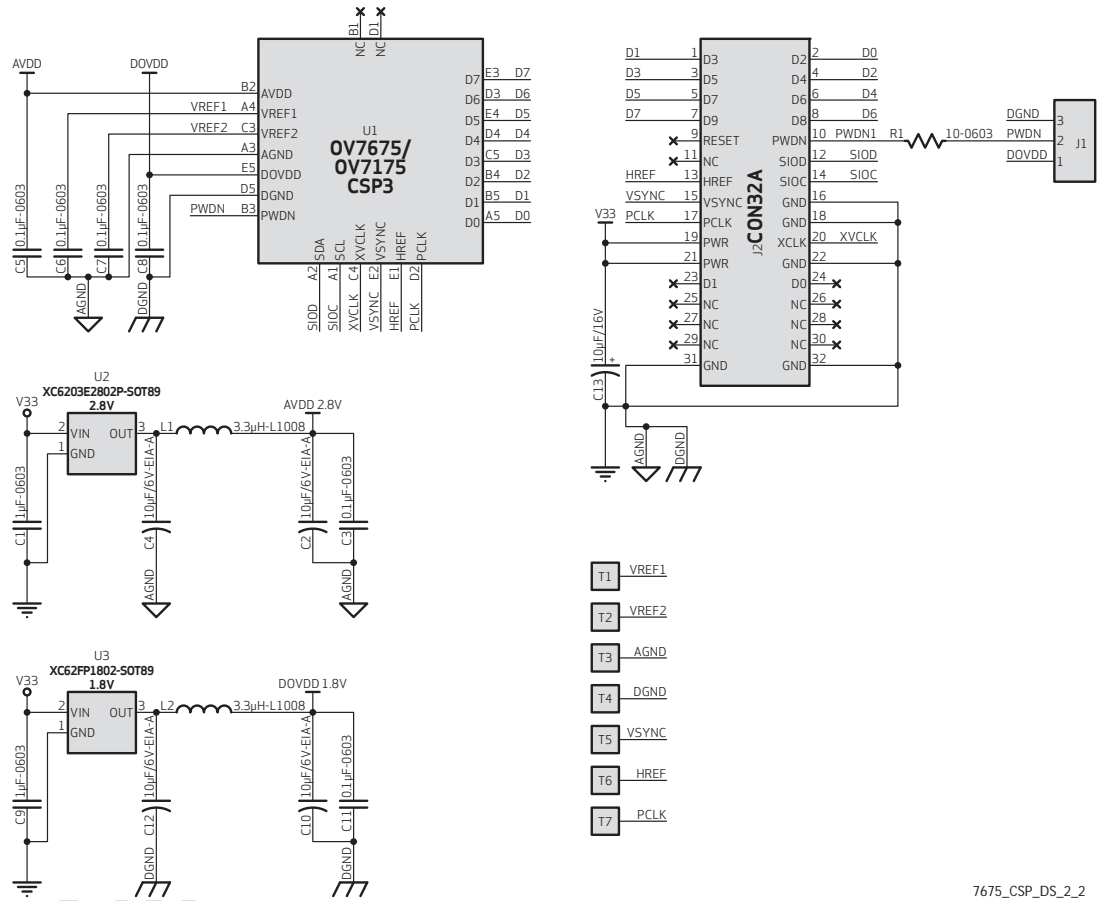 B1 D1
NC NC
AVDD DOVDD
B2 AVDD
VREF1 A4 VREF1
VREF2 C3 VREF2
A3 AGND
E5 DOVDD
D5 DGND
PWDN B3 PWDN
U1
OV7675/
OV7175
CSP3
D7 E3 D7
D6 D3 D6
D5 E4 D5
D4 D4 D4
D3 C5 D3
D2 B4 D2
D1 B5 D1
D0 A5 D0
SDA SCL XVCLK VSYNC HREF PCLK
A2 A1 C4 E2 E1 D2
SIOD SIOC XVCLK VSYNC HREF PCLK
C5 0.1μF-0603
C6 0.1μF-0603
C7 0.1μF-0603
C8 0.1μF-0603
AGND DGND
D1 1 D3 D2 2 D0
D3 3 D5 D4 4 D2
D5 5 D7 D6 6 D4
D7 7 D9 D8 8 D6
9 RESET PWDN 10 PWDN1 R1 10-0603
11 NC SIOD 12 SIOD
HREF 13 HREF SIOC 14 SIOC
VSYNC 15 VSYNC GND 16
PCLK 17 PCLK GND 18
19 PWR XCLK 20 XVCLK
21 PWR GND 22
23 D1 D0 24
25 NC NC 26
27 NC NC 28
29 NC NC 30
31 GND GND 32
J2 CON32A
V33
C13 10μF/16V
+
AGND DGND
DGND 3
PWDN 2
DOVDD 1
J1
U2
XC6203E2802P-SOT89
2.8V
V33
2 VIN OUT 3 L1 3.3μH-L1008
1 GND
AVDD 2.8V
C1 1μF-0603
C4 10μF/6V-EIA-A
C2 10μF/6V-EIA-A
C3 0.1μF-0603
AGND AGND
U3
XC62FP1802-SOT89
1.8V
V33
2 VIN OUT 3 L2 3.3μH-L1008
1 GND
DOVDD 1.8V
C9 1μF-0603
C12 10μF/6V-EIA-A
C10 10μF/6V-EIA-A
C11 0.1μF-0603
DGND DGND
T1 VREF1
T2 VREF2
T3 AGND
T4 DGND
T5 VSYNC
T6 HREF
T7 PCLK
7675_CSP_DS_2_2